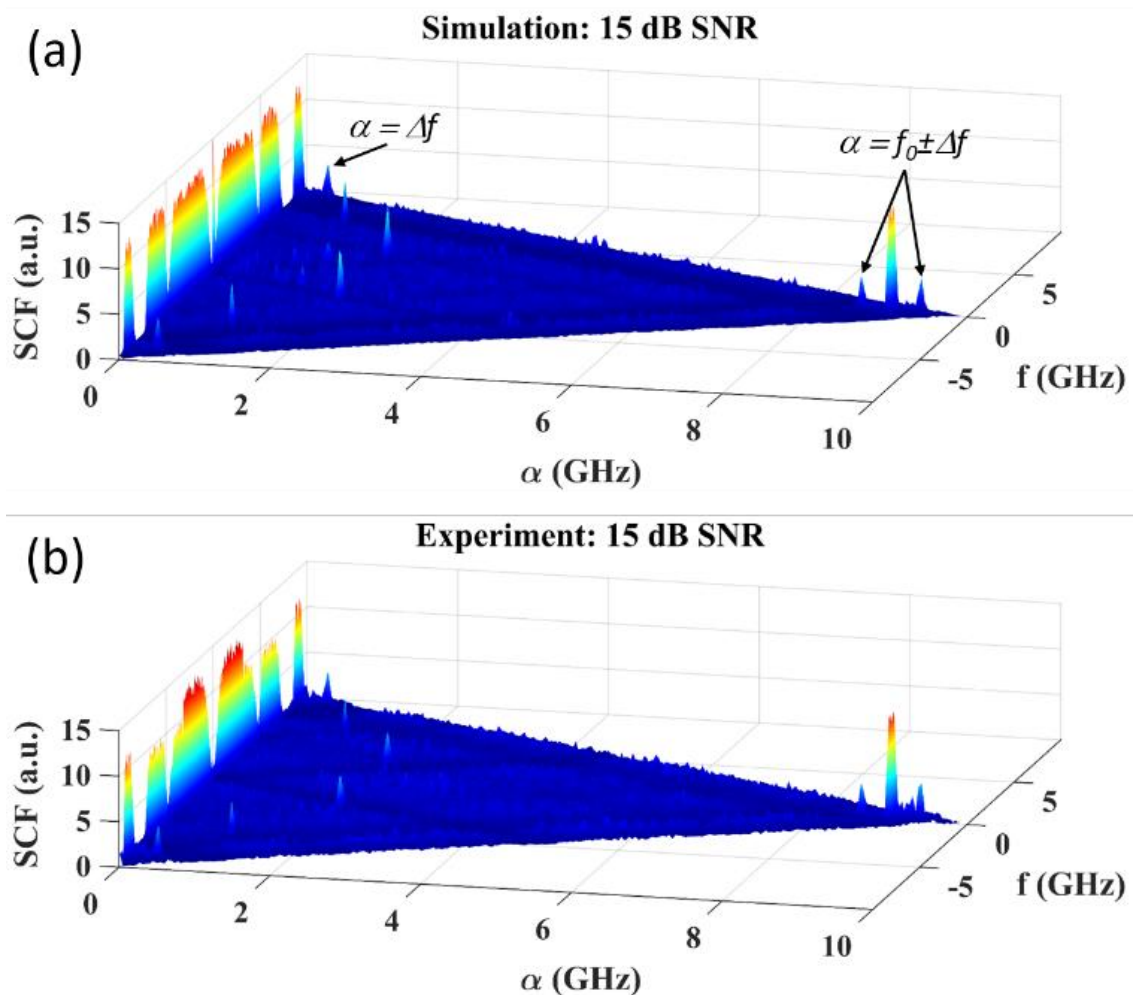 (a)
Simulation: 15 dB SNR
α = Δf
α = f₀±Δf
15
10
5
0
SCF (a.u.)
0
2
4
6
8
10
α (GHz)
5
0
-5
f (GHz)
(b)
Experiment: 15 dB SNR
15
10
5
0
SCF (a.u.)
0
2
4
6
8
10
α (GHz)
5
0
-5
f (GHz)